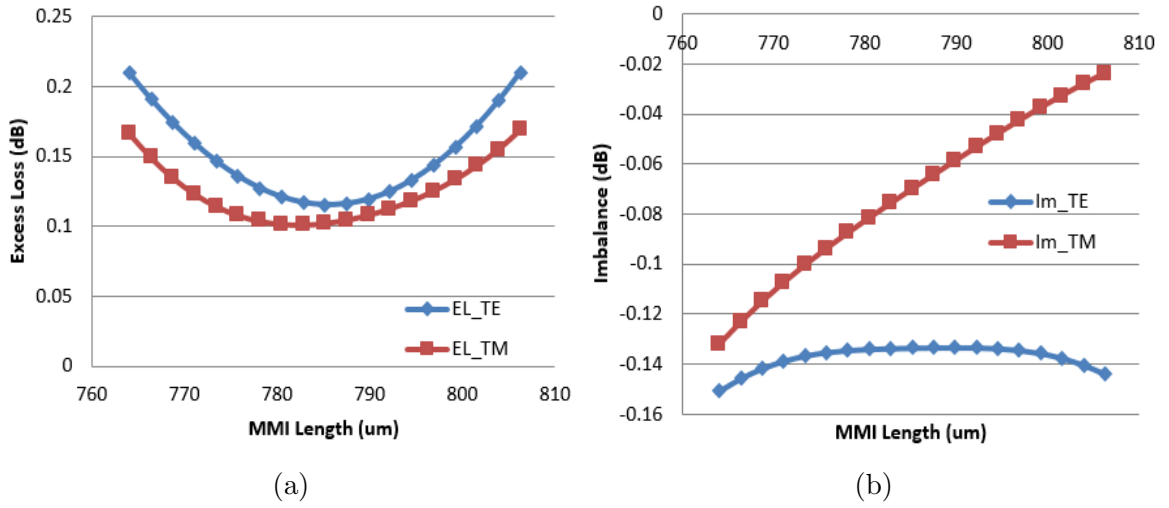 0.25
0.2
0.15
0.1
0.05
0
Excess Loss (dB)
EL_TE
EL_TM
760 770 780 790 800 810
MMI Length (um)
(a)
0
760 770 780 790 800 810
-0.02
-0.04
-0.06
-0.08
-0.1
-0.12
-0.14
-0.16
Imbalance (dB)
Im_TE
Im_TM
MMI Length (um)
(b)